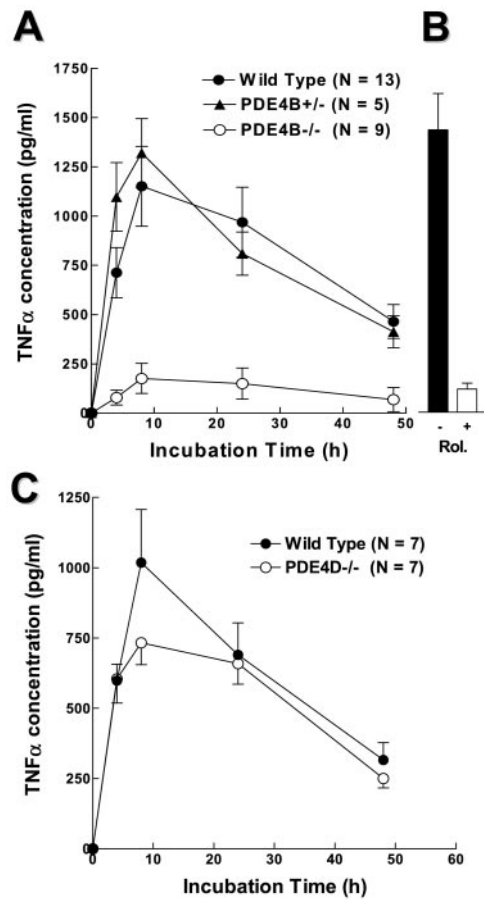 A
B
1750
1500
1250
1000
750
500
250
0
TNFα concentration (pg/ml)
Wild Type (N = 13)
PDE4B+/- (N = 5)
PDE4B-/- (N = 9)
0 10 20 30 40 50
Incubation Time (h)
- +
Rol.
C
1250
1000
750
500
250
0
TNFα concentration (pg/ml)
Wild Type (N = 7)
PDE4D-/- (N = 7)
0 10 20 30 40 50 60
Incubation Time (h)